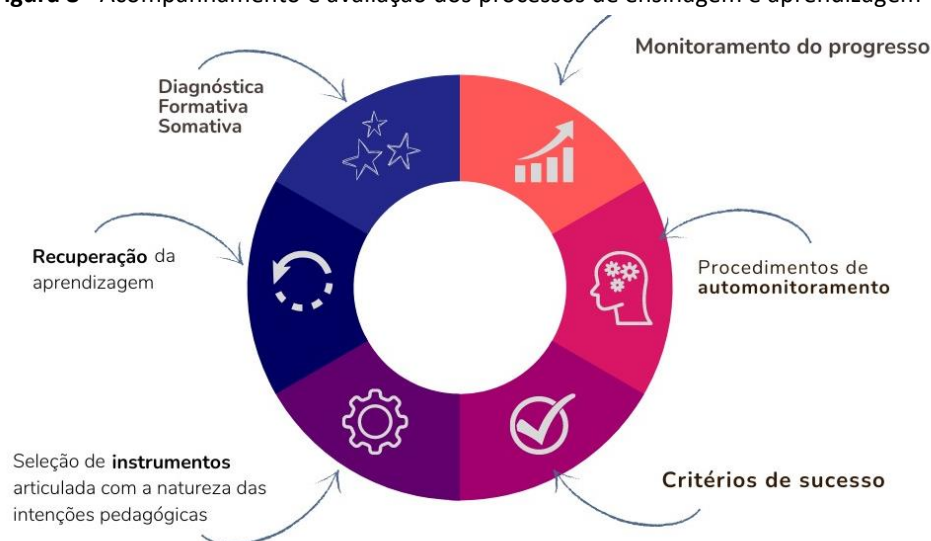 Acompanhamento e avaliação dos processos de ensinagem e aprendizagem
Monitoramento do progresso
Diagnóstica
Formativa
Somativa
Recuperação da
aprendizagem
Procedimentos de
automonitoramento
Seleção de instrumentos
articulada com a natureza das
intenções pedagógicas
Critérios de sucesso